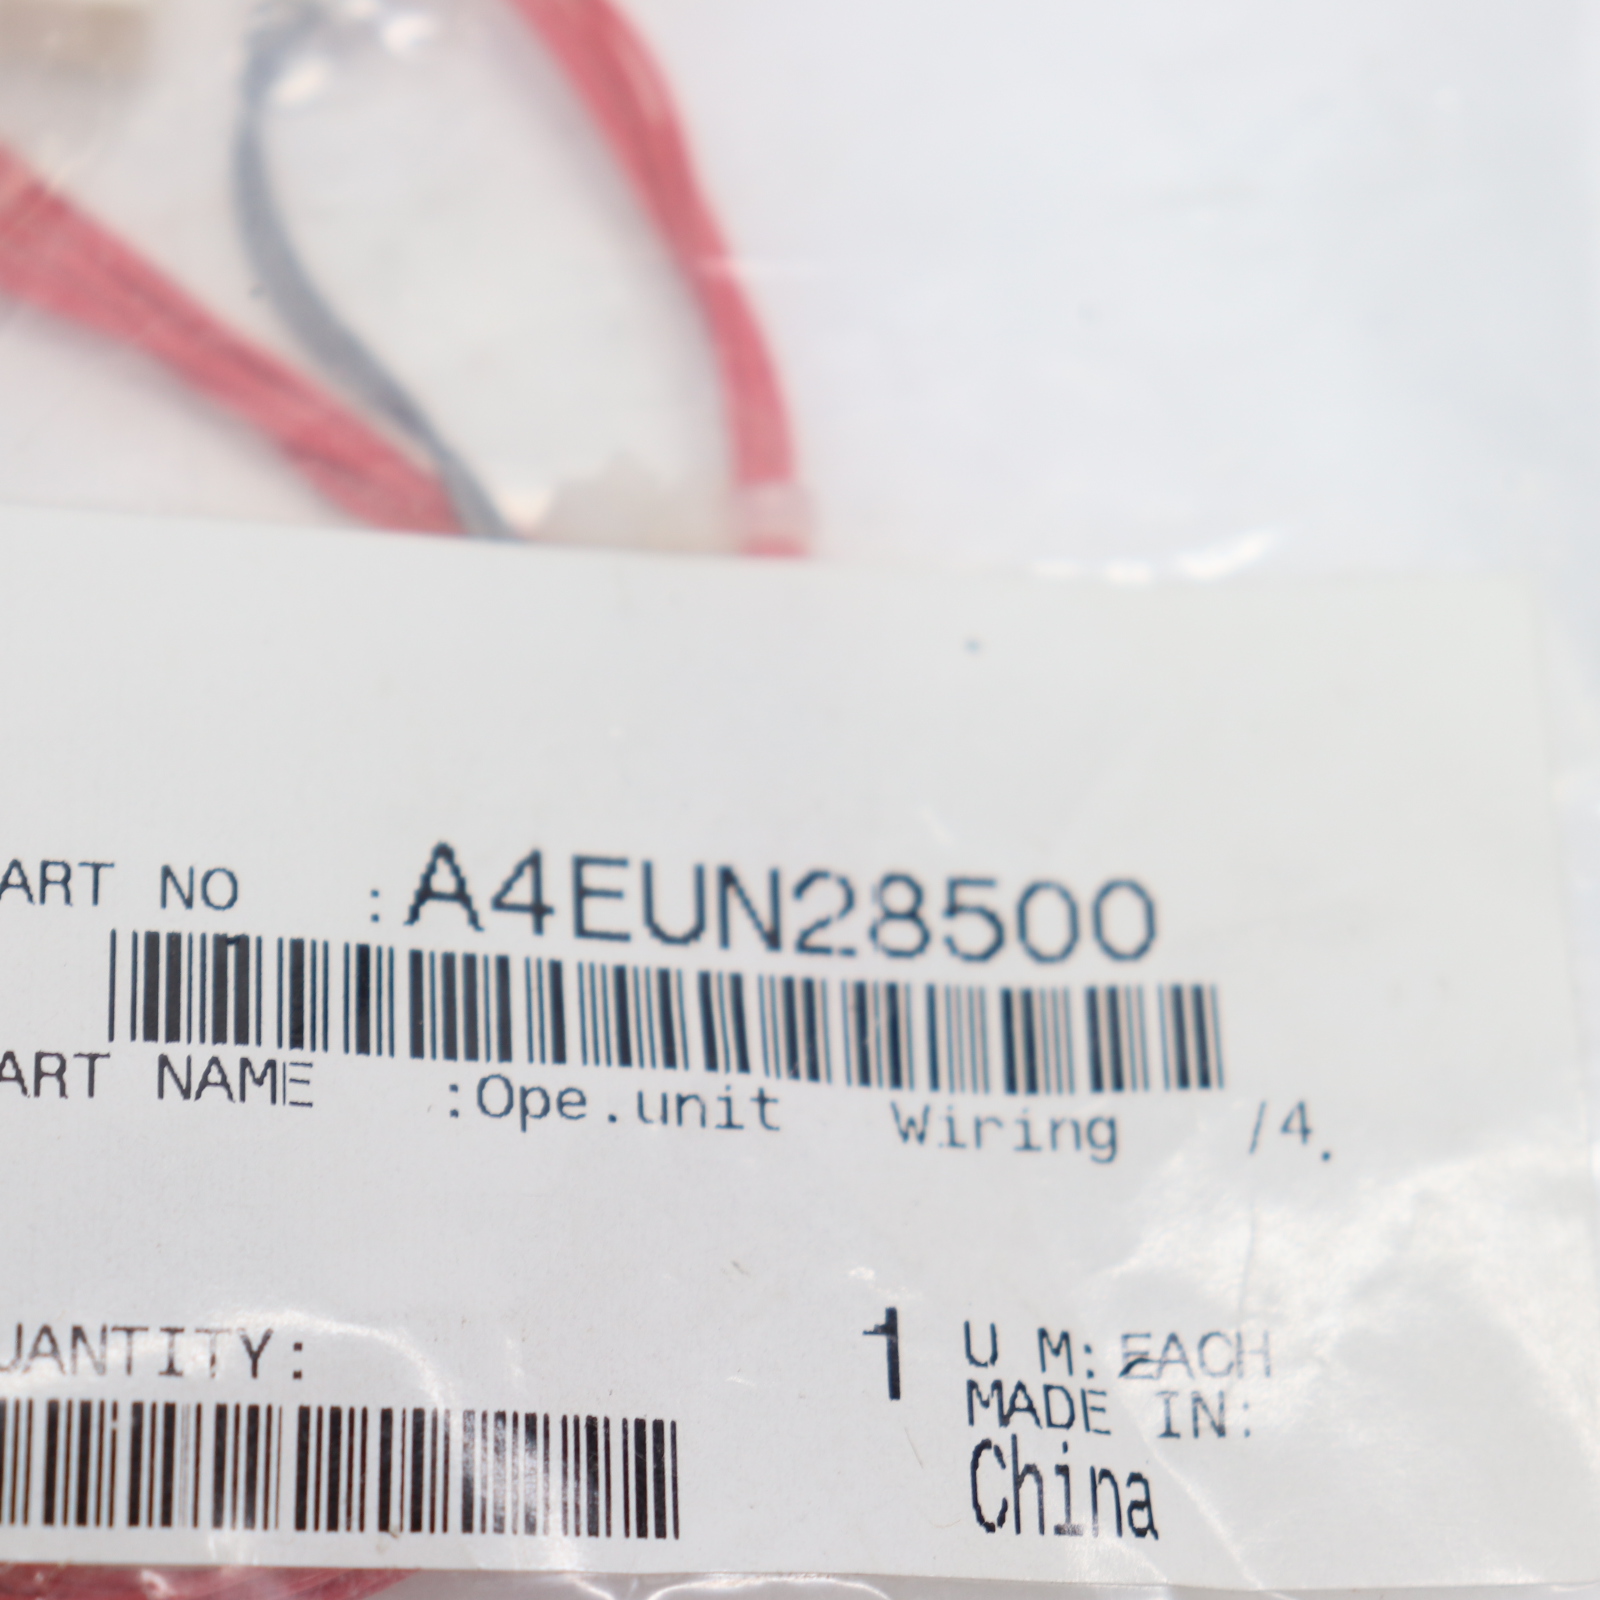 ART NO : A4EUN28500
ART NAME :Ope.unit Wiring /4.
UANTITY: 1 U M: EACH
MADE IN:
China